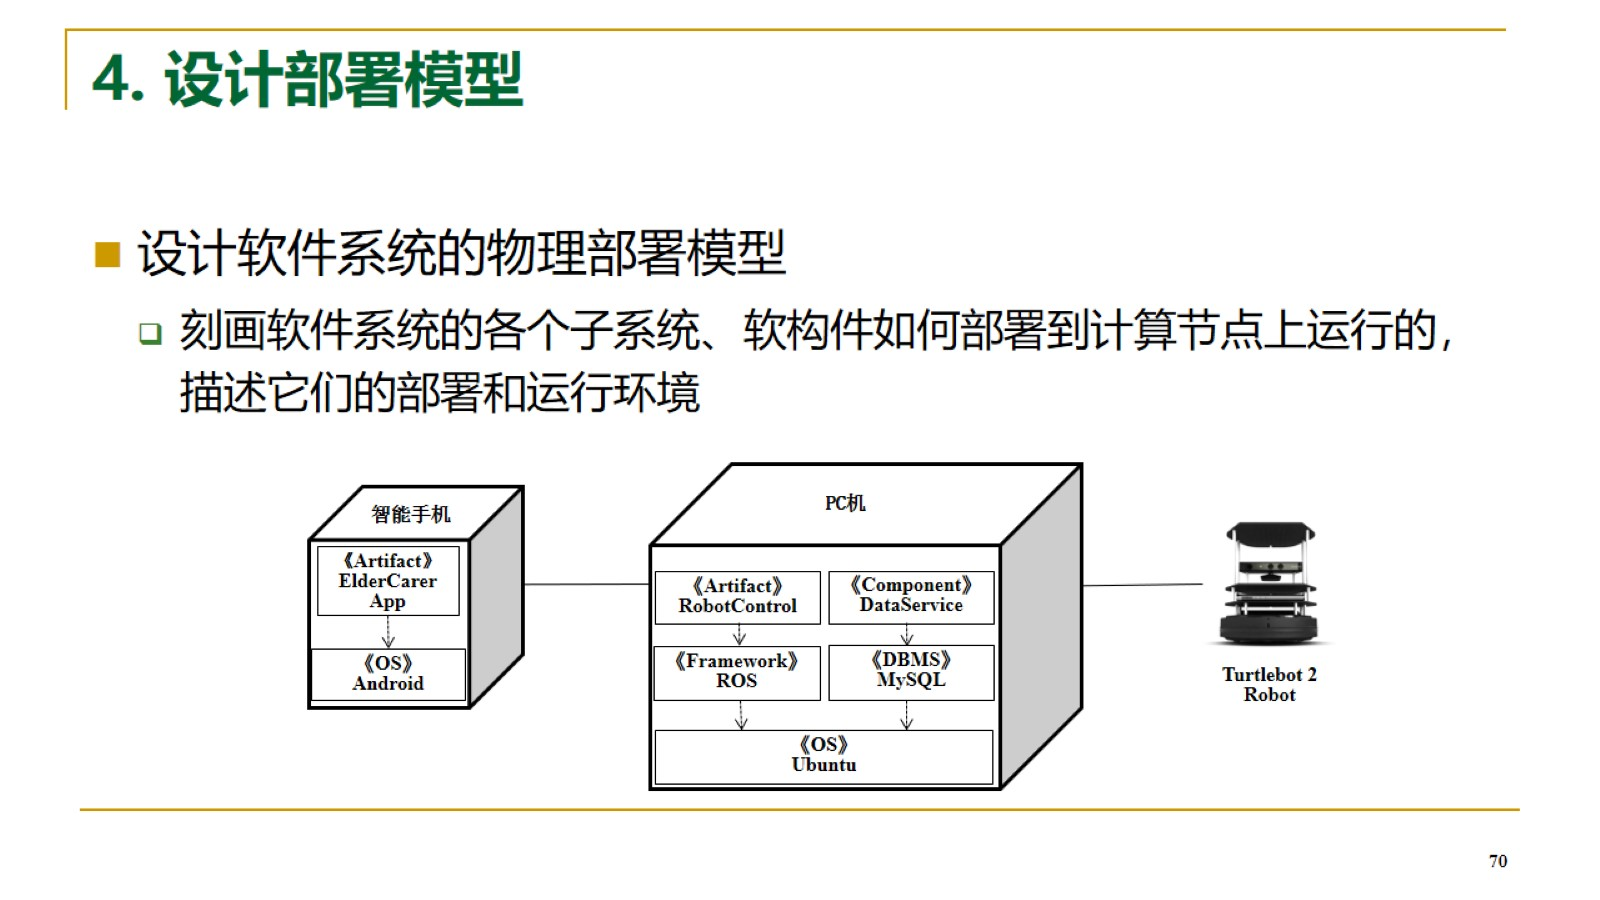 4. 设计部署模型
设计软件系统的物理部署模型
刻画软件系统的各个子系统、软构件如何部署到计算节点上运行的，
描述它们的部署和运行环境
智能手机
《Artifact》
ElderCarer
App
《OS》
Android
PC机
《Artifact》
RobotControl
《Component》
DataService
《Framework》
ROS
《DBMS》
MySQL
《OS》
Ubuntu
Turtlebot 2
Robot
70